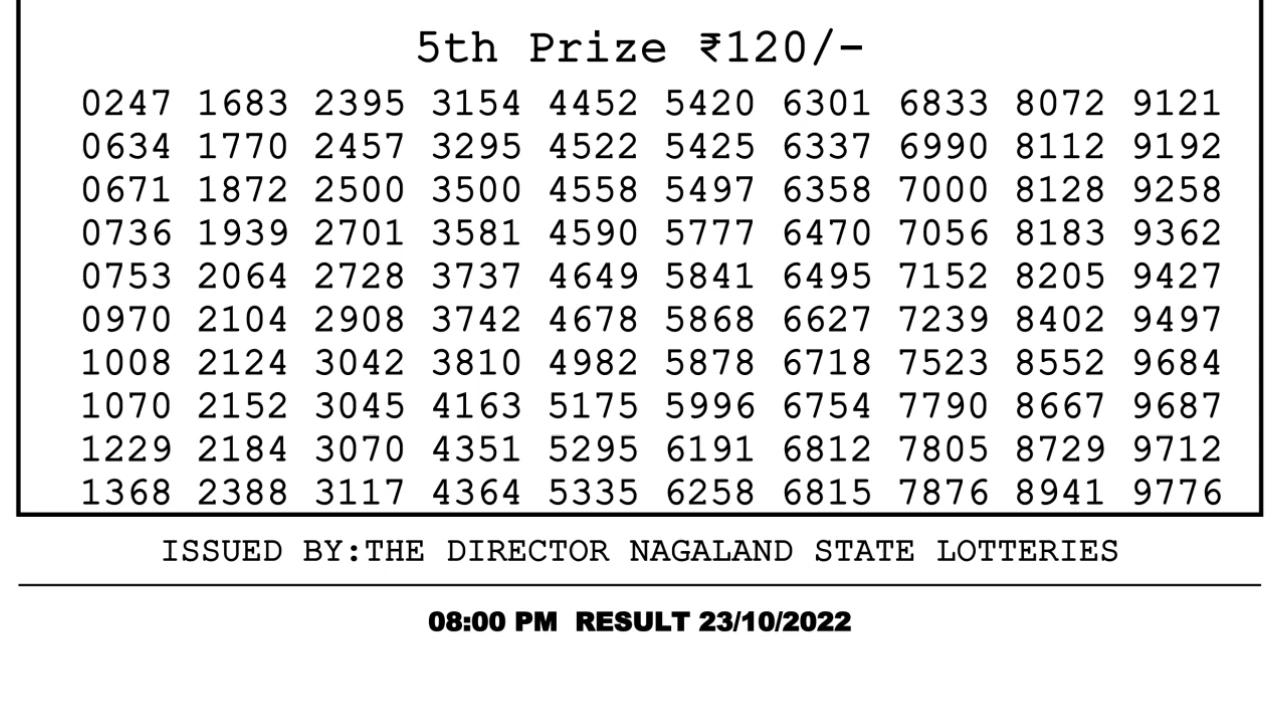 5th Prize ₹120/-
0247 1683 2395 3154 4452 5420 6301 6833 8072 9121
0634 1770 2457 3295 4522 5425 6337 6990 8112 9192
0671 1872 2500 3500 4558 5497 6358 7000 8128 9258
0736 1939 2701 3581 4590 5777 6470 7056 8183 9362
0753 2064 2728 3737 4649 5841 6495 7152 8205 9427
0970 2104 2908 3742 4678 5868 6627 7239 8402 9497
1008 2124 3042 3810 4982 5878 6718 7523 8552 9684
1070 2152 3045 4163 5175 5996 6754 7790 8667 9687
1229 2184 3070 4351 5295 6191 6812 7805 8729 9712
1368 2388 3117 4364 5335 6258 6815 7876 8941 9776
ISSUED BY:THE DIRECTOR NAGALAND STATE LOTTERIES
08:00 PM RESULT 23/10/2022